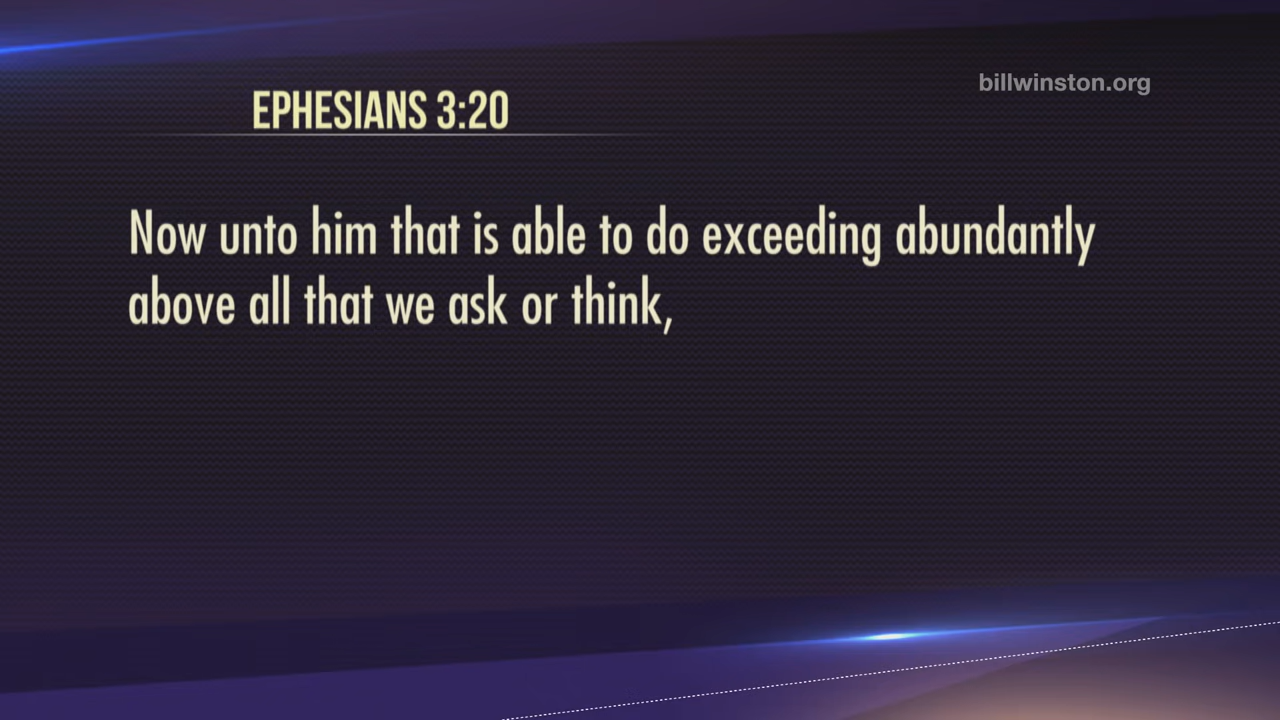 billwinston.org
EPHESIANS 3:20
Now unto him that is able to do exceeding abundantly
above all that we ask or think,